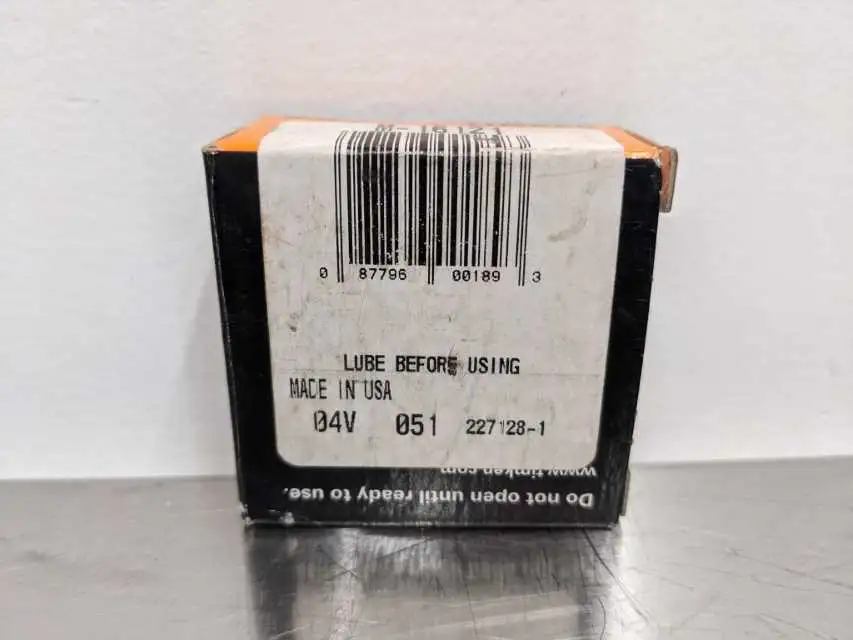 M-16121
0 87796 00189 3
LUBE BEFORE USING
MADE IN USA
04V 051 227128-1
www.timken.com
Do not open until ready to use.